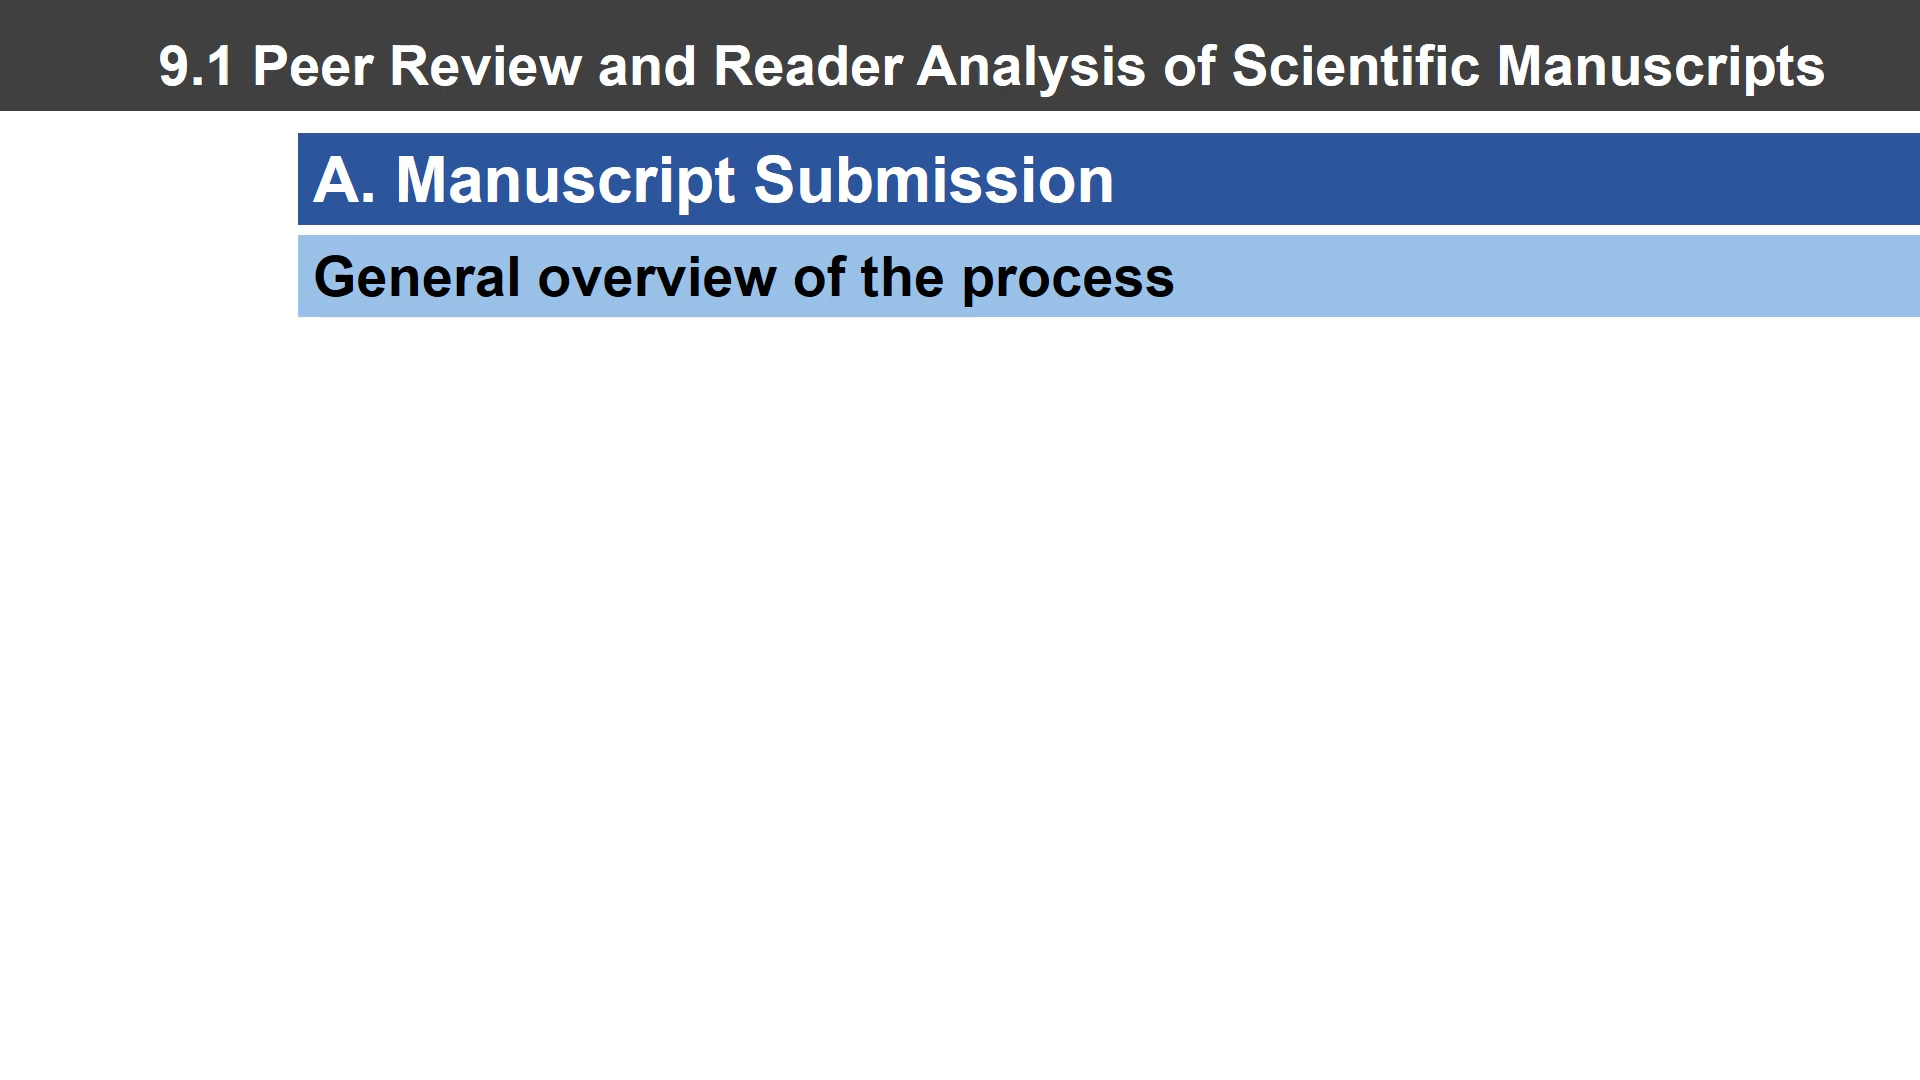 9.1 Peer Review and Reader Analysis of Scientific Manuscripts
A. Manuscript Submission
General overview of the process